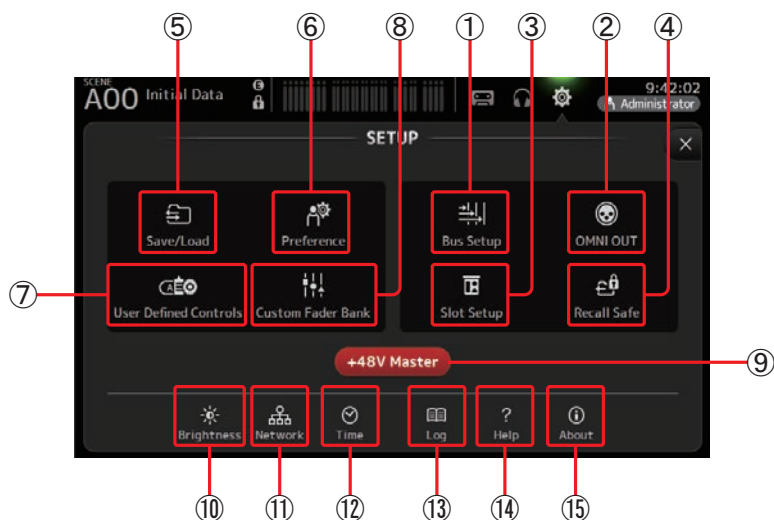 ⑤ ⑥ ⑧ ① ③ ② ④
SCENE
A00 Initial Data E 9:42:02
Administrator
SETUP ×
Save/Load Preference Bus Setup OMNI OUT
⑦ User Defined Controls Custom Fader Bank Slot Setup Recall Safe
+48V Master ⑨
Brightness Network Time Log Help About
⑩ ⑪ ⑫ ⑬ ⑭ ⑮